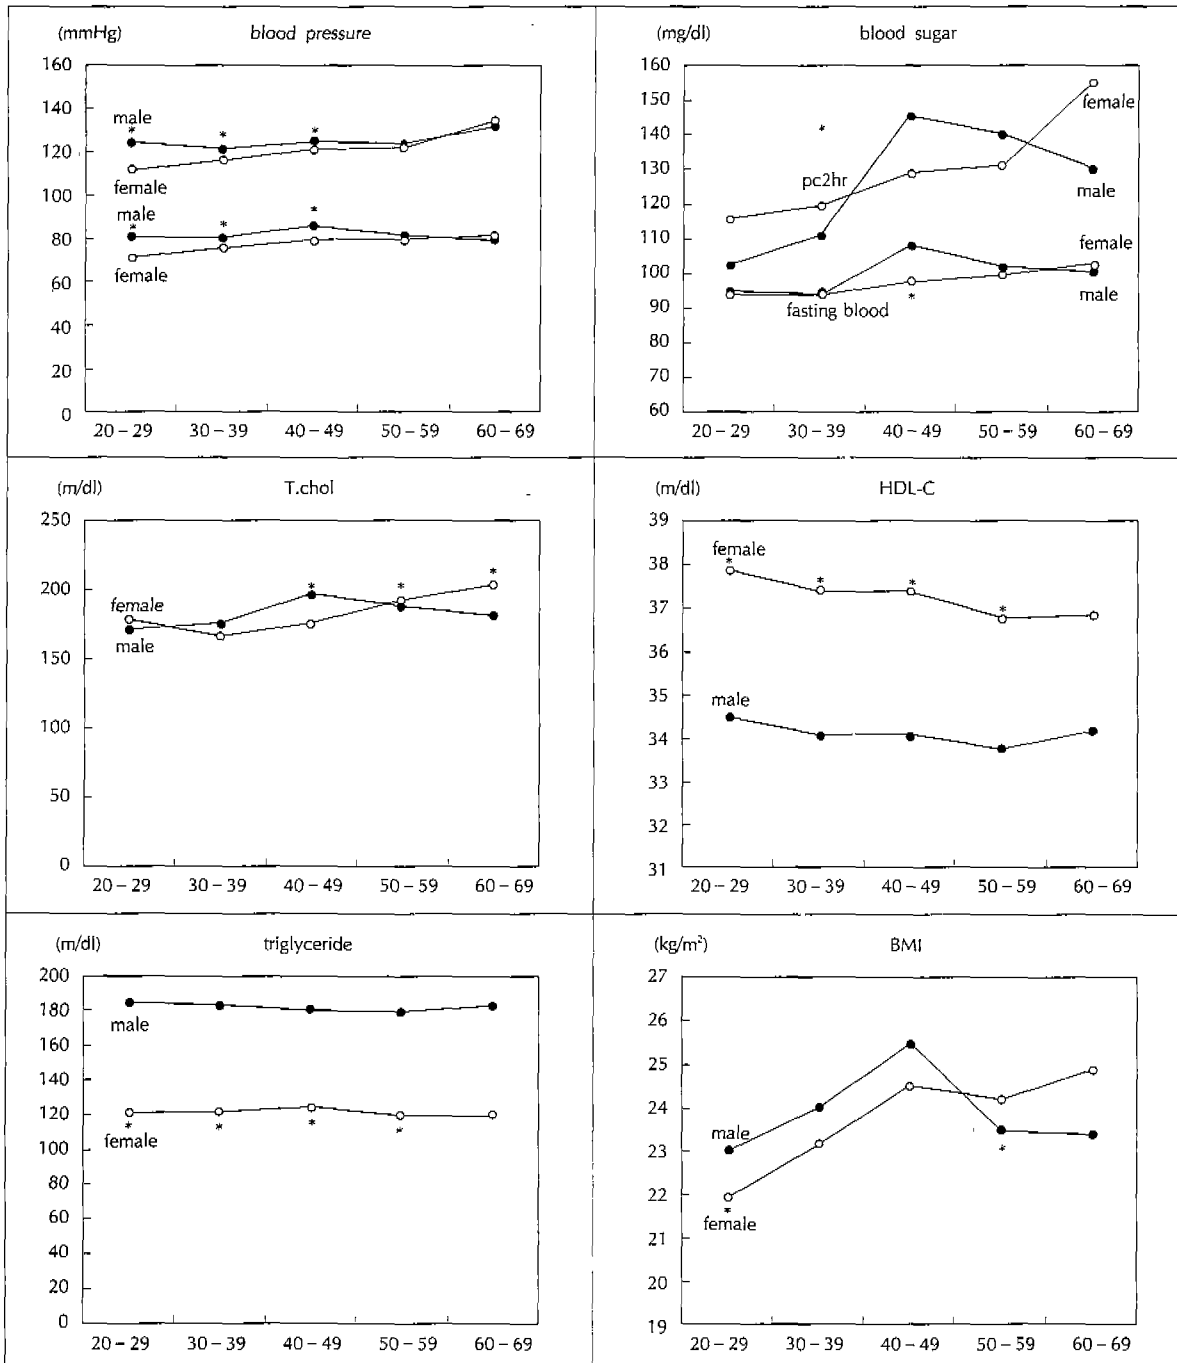 (mmHg) blood pressure
160
140
120
100
80
60
40
20
0
male
*
*
*
female
male
*
*
*
female
20 – 29 30 – 39 40 – 49 50 – 59 60 – 69
(mg/dl) blood sugar
160
150
140
130
116
110
100
90
80
70
60
female
*
pc2hr
male
female
fasting blood
*
male
20 – 29 30 – 39 40 – 49 50 – 59 60 – 69
(m/dl) T.chol
250
200
150
100
50
0
female
male
*
*
*
20 – 29 30 – 39 40 – 49 50 – 59 60 – 69
(m/dl) HDL-C
39
38
37
36
35
34
33
32
31
female
*
*
*
*
male
20 – 29 30 – 39 40 – 49 50 – 59 60 – 69
(m/dl) triglyceride
200
180
160
140
120
100
80
60
40
20
0
male
*
*
*
*
female
20 – 29 30 – 39 40 – 49 50 – 59 60 – 69
(kg/m²) BMI
27
26
25
24
23
22
21
20
19
male
*
*
female
20 – 29 30 – 39 40 – 49 50 – 59 60 – 69